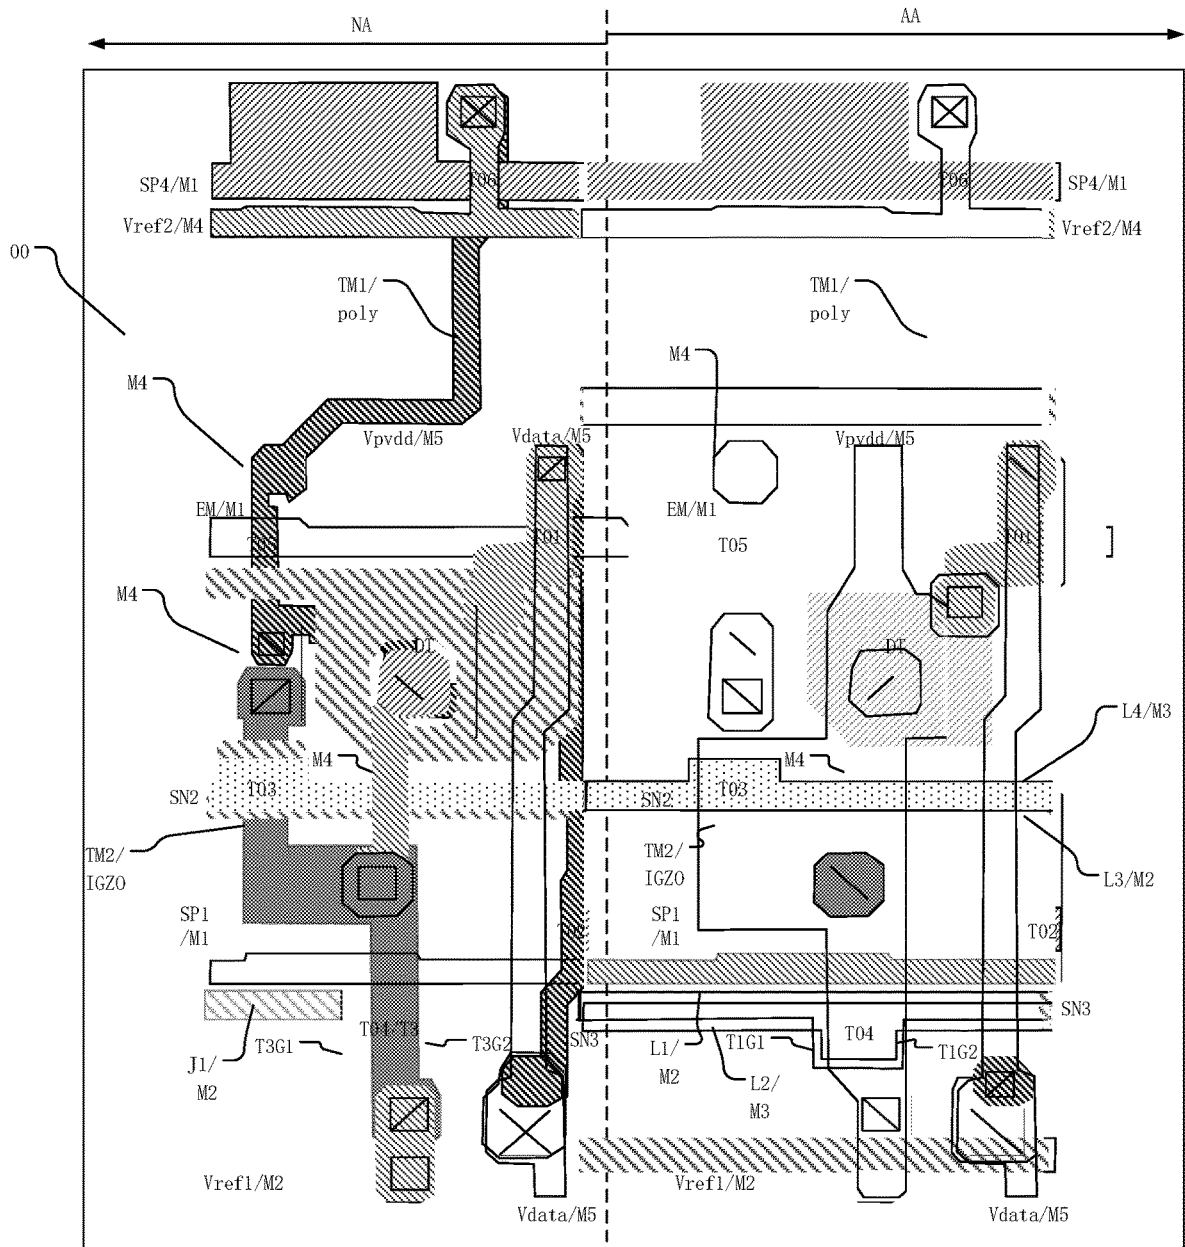 NA
AA
SP4/M1
T06
T06
SP4/M1
Vref2/M4
Vref2/M4
00
TM1/
poly
TM1/
poly
M4
M4
Vpvdd/M5
Vdata/M5
Vpvdd/M5
EM/M1
EM/M1
T01
T05
T01
M4
DT
DT
L4/M3
M4
M4
SN2
T03
SN2
T03
TM2/
IGZO
TM2/
IGZO
L3/M2
SP1
/M1
SP1
/M1
T02
T02
SN3
T04
J1/
M2
T3G1
T3G2
SN3
L1/
M2
T1G1
T1G2
L2/
M3
Vref1/M2
Vref1/M2
Vdata/M5
Vdata/M5